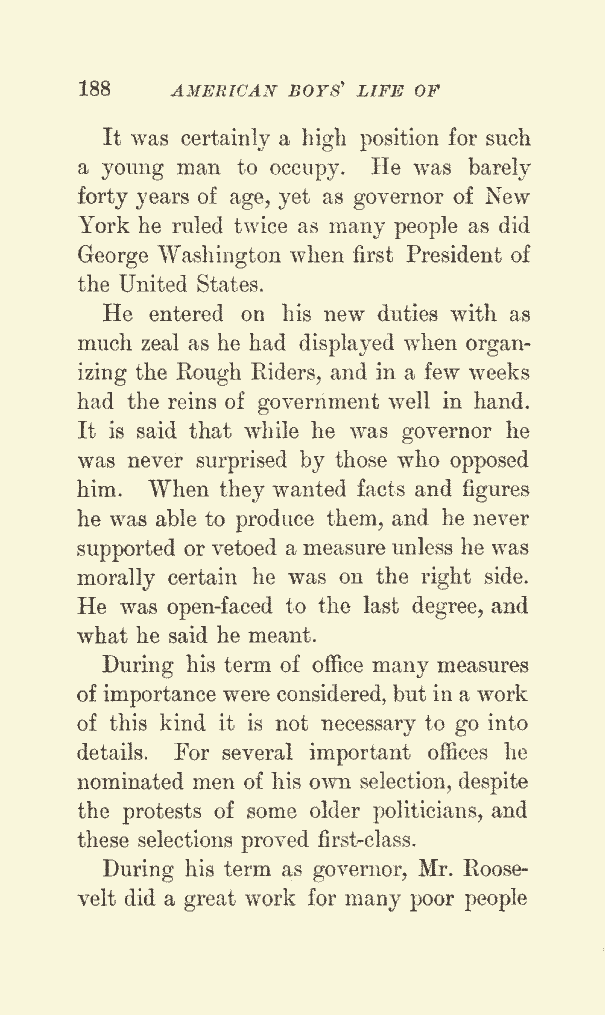 188 AMERICAN BOYS' LIFE OF
It was certainly a high position for such
a young man to occupy. He was barely
forty years of age, yet as governor of New
York he ruled twice as many people as did
George Washington when first President of
the United States.
He entered on his new duties with as
much zeal as he had displayed when organ-
izing the Rough Riders, and in a few weeks
had the reins of government well in hand.
It is said that while he was governor he
was never surprised by those who opposed
him. When they wanted facts and figures
he was able to produce them, and he never
supported or vetoed a measure unless he was
morally certain he was on the right side.
He was open-faced to the last degree, and
what he said he meant.
During his term of office many measures
of importance were considered, but in a work
of this kind it is not necessary to go into
details. For several important offices he
nominated men of his own selection, despite
the protests of some older politicians, and
these selections proved first-class.
During his term as governor, Mr. Roose-
velt did a great work for many poor people